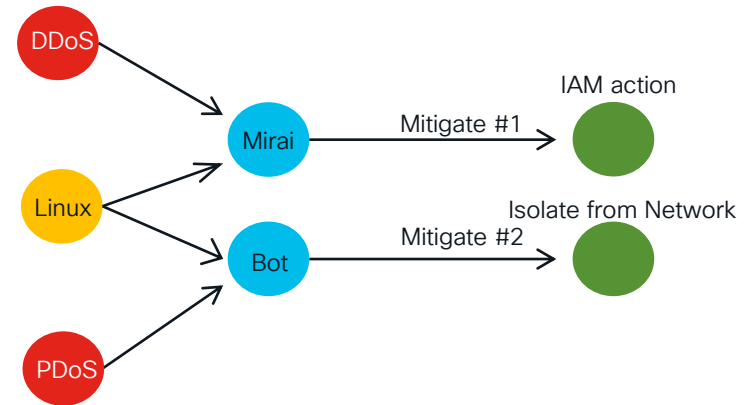 DDoS
IAM action
Mirai
Mitigate #1
Linux
Isolate from Network
Mitigate #2
Bot
PDoS